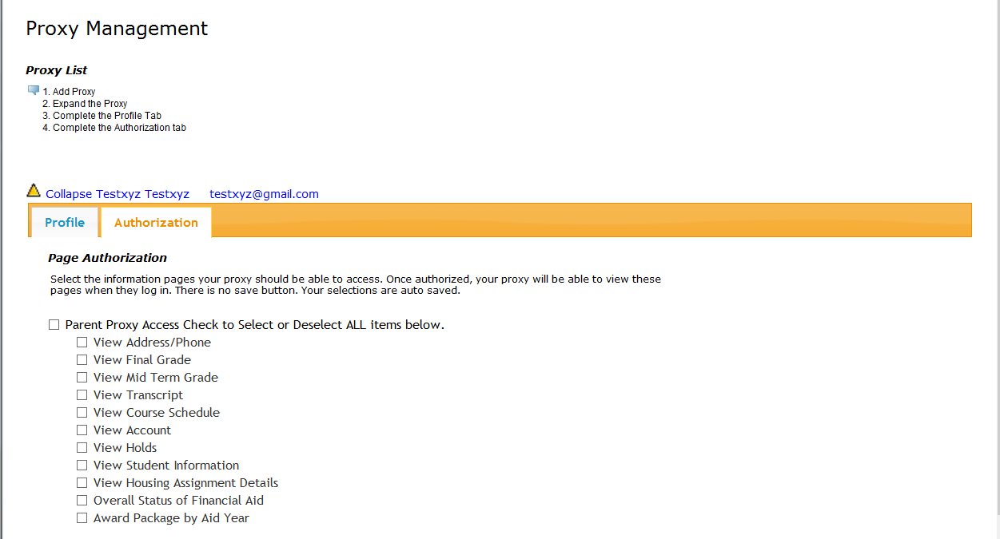 Proxy Management
Proxy List
1. Add Proxy
2. Expand the Proxy
3. Complete the Profile Tab
4. Complete the Authorization tab
Collapse Testxyz Testxyz testxyz@gmail.com
Profile Authorization
Page Authorization
Select the information pages your proxy should be able to access. Once authorized, your proxy will be able to view these
pages when they log in. There is no save button. Your selections are auto saved.
Parent Proxy Access Check to Select or Deselect ALL items below.
View Address/Phone
View Final Grade
View Mid Term Grade
View Transcript
View Course Schedule
View Account
View Holds
View Student Information
View Housing Assignment Details
Overall Status of Financial Aid
Award Package by Aid Year